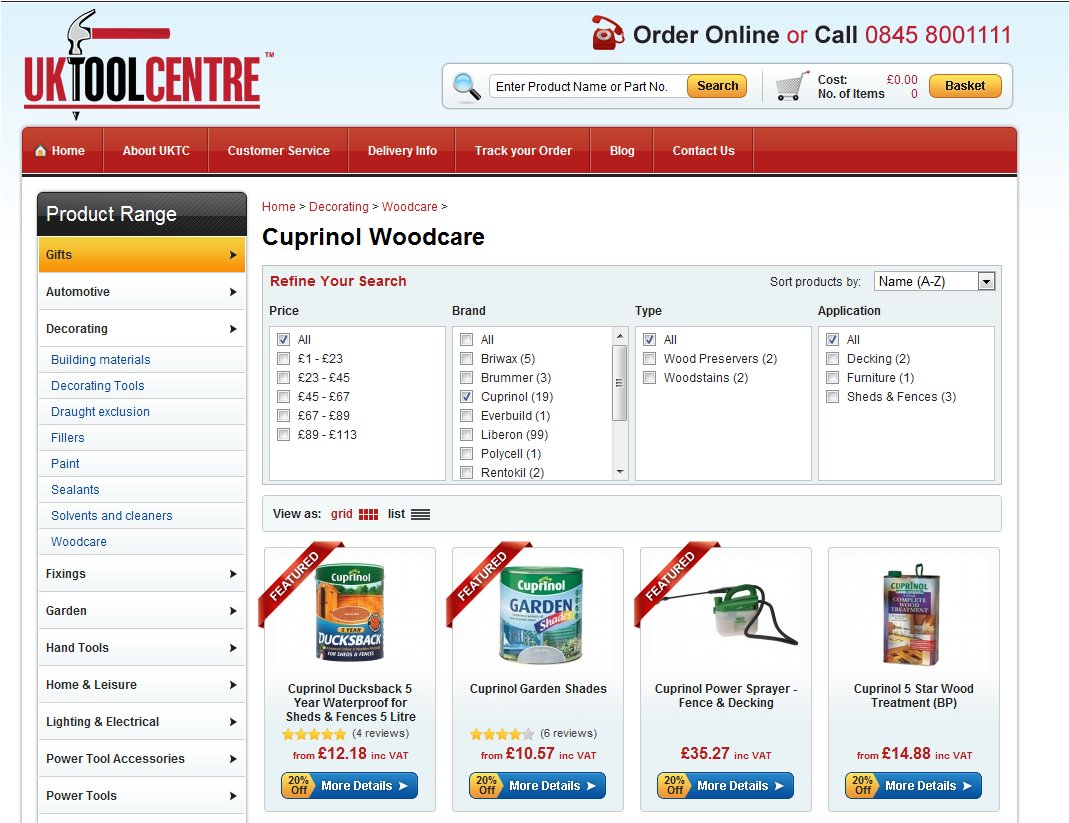 UKTOOLCENTRE™
Order Online or Call 0845 8001111
Enter Product Name or Part No.
Search
Cost: £0.00
No. of Items 0
Basket
Home
About UKTC
Customer Service
Delivery Info
Track your Order
Blog
Contact Us
Product Range
Gifts
Automotive
Decorating
Building materials
Decorating Tools
Draught exclusion
Fillers
Paint
Sealants
Solvents and cleaners
Woodcare
Fixings
Garden
Hand Tools
Home & Leisure
Lighting & Electrical
Power Tool Accessories
Power Tools
Home > Decorating > Woodcare >
Cuprinol Woodcare
Refine Your Search
Sort products by: Name (A-Z)
Price
All
£1 - £23
£23 - £45
£45 - £67
£67 - £89
£89 - £113
Brand
All
Briwax (5)
Brummer (3)
Cuprinol (19)
Everbuild (1)
Liberon (99)
Polycell (1)
Rentokil (2)
Type
All
Wood Preservers (2)
Woodstains (2)
Application
All
Decking (2)
Furniture (1)
Sheds & Fences (3)
View as: grid list
FEATURED
Cuprinol
5 YEAR
DUCKSBACK
FOR SHEDS & FENCES
Cuprinol Ducksback 5
Year Waterproof for
Sheds & Fences 5 Litre
(4 reviews)
from £12.18 inc VAT
20%
Off
More Details
FEATURED
Cuprinol
GARDEN
Shades
Cuprinol Garden Shades
(6 reviews)
from £10.57 inc VAT
20%
Off
More Details
FEATURED
Cuprinol Power Sprayer -
Fence & Decking
£35.27 inc VAT
20%
Off
More Details
CUPRINOL
COMPLETE
WOOD
TREATMENT
Cuprinol 5 Star Wood
Treatment (BP)
from £14.88 inc VAT
20%
Off
More Details